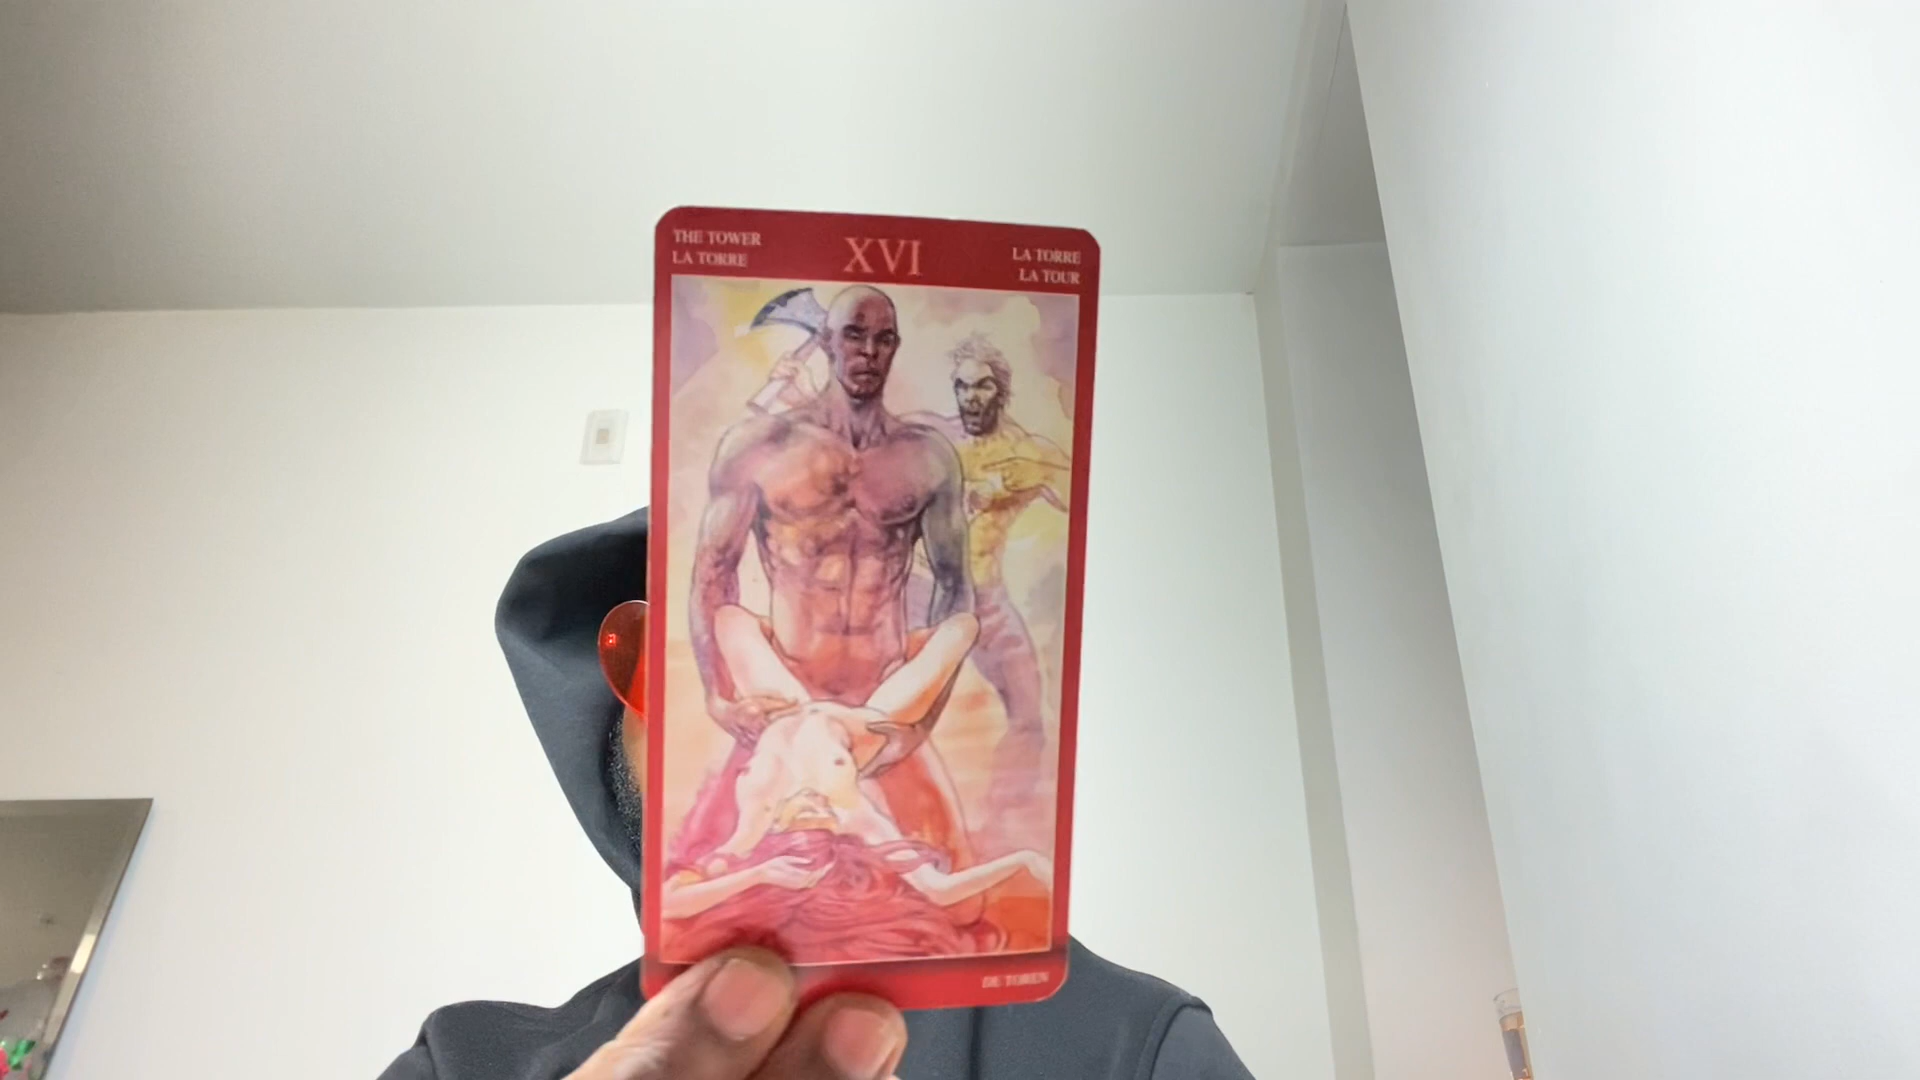 THE TOWER
LA TORRE
XVI
LA TORRE
LA TOUR
DE TOREN